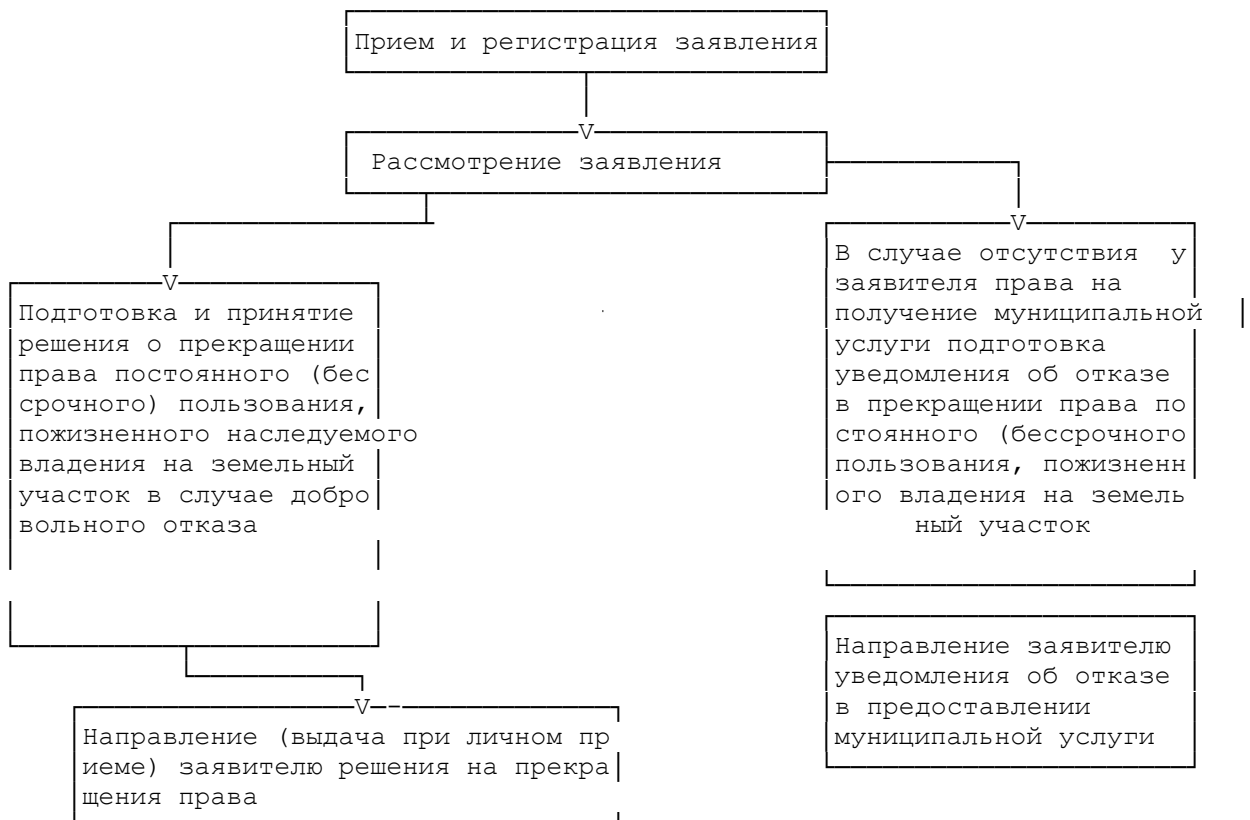 Прием и регистрация заявления
Рассмотрение заявления
Подготовка и принятие
решения о прекращении
права постоянного (бес
срочного) пользования,
пожизненного наследуемого
владения на земельный
участок в случае добро
вольного отказа
В случае отсутствия у
заявителя права на
получение муниципальной
услуги подготовка
уведомления об отказе
в прекращении права по
стоянного (бессрочного
пользования, пожизненн
ого владения на земель
ный участок
Направление (выдача при личном пр
иеме) заявителю решения на прекра
щения права
Направление заявителю
уведомления об отказе
в предоставлении
муниципальной услуги